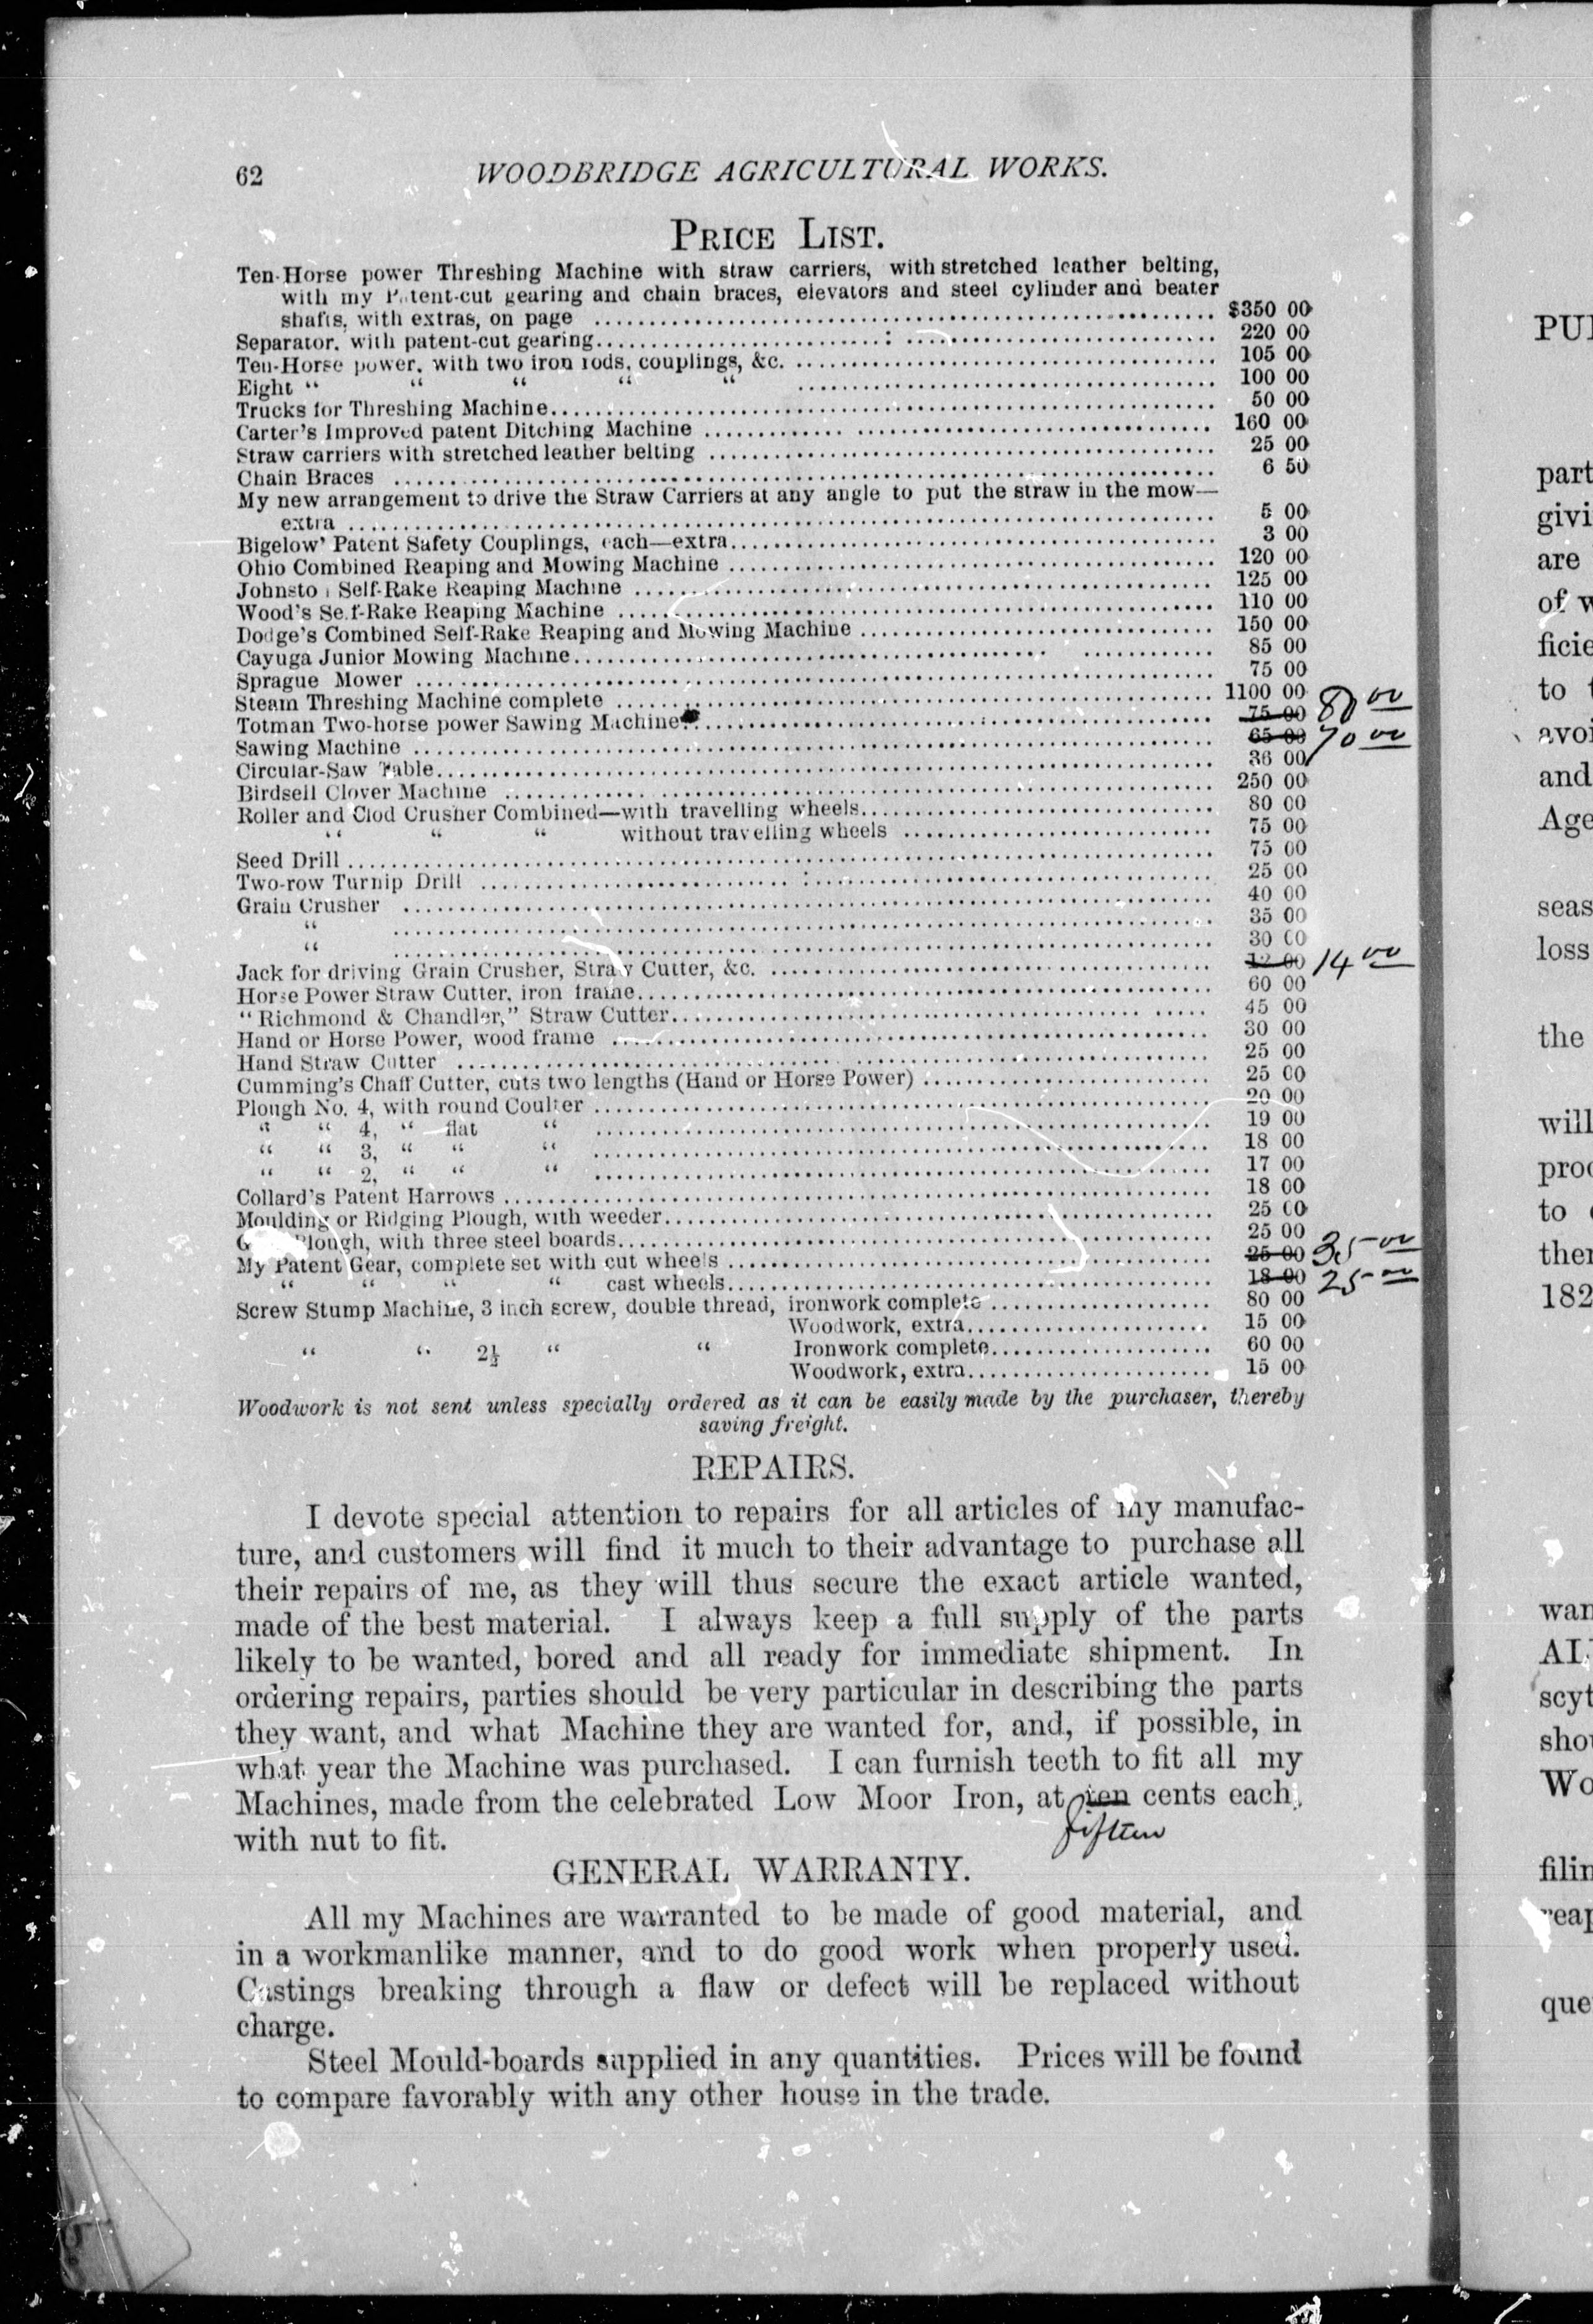 62 WOODBRIDGE AGRICULTURAL WORKS.
PRICE LIST.
Ten-Horse power Threshing Machine with straw carriers, with stretched leather belting,
with my Patent-cut gearing and chain braces, elevators and steel cylinder and beater
shafts, with extras, on page ........ $350 00
Separator, with patent-cut gearing........ 220 00
Ten-Horse power, with two iron rods, couplings, &c. ........ 105 00
Eight “ “ “ “ “ ........ 100 00
Trucks for Threshing Machine........ 50 00
Carter's Improved patent Ditching Machine ........ 160 00
Straw carriers with stretched leather belting ........ 25 00
Chain Braces ........ 6 50
My new arrangement to drive the Straw Carriers at any angle to put the straw in the mow—
extra ........ 5 00
Bigelow' Patent Safety Couplings, each—extra........ 3 00
Ohio Combined Reaping and Mowing Machine ........ 120 00
Johnston Self-Rake Reaping Machine ........ 125 00
Wood's Self-Rake Reaping Machine ........ 110 00
Dodge's Combined Self-Rake Reaping and Mowing Machine ........ 150 00
Cayuga Junior Mowing Machine........ 85 00
Sprague Mower ........ 75 00
Steam Threshing Machine complete ........ 1100 00
Totman Two-horse power Sawing Machine........ 75 00 80 00
Sawing Machine ........ 65 00 70 00
Circular-Saw Table........ 36 00
Birdsell Clover Machine ........ 250 00
Roller and Clod Crusher Combined—with travelling wheels........ 80 00
“ “ “ without travelling wheels ........ 75 00
Seed Drill ........ 75 00
Two-row Turnip Drill ........ 25 00
Grain Crusher ........ 40 00
“ ........ 35 00
“ ........ 30 00
Jack for driving Grain Crusher, Straw Cutter, &c. ........ 12 00 14 00
Horse Power Straw Cutter, iron frame........ 60 00
“Richmond & Chandler,” Straw Cutter........ 45 00
Hand or Horse Power, wood frame ........ 30 00
Hand Straw Cutter ........ 25 00
Cumming's Chaff Cutter, cuts two lengths (Hand or Horse Power) ........ 25 00
Plough No. 4, with round Coulter ........ 20 00
“ “ 4, “ flat “ ........ 19 00
“ “ 3, “ “ “ ........ 18 00
“ “ 2, “ “ “ ........ 17 00
Collard's Patent Harrows ........ 18 00
Moulding or Ridging Plough, with weeder........ 25 00
Plough, with three steel boards........ 25 00
My Patent Gear, complete set with cut wheels ........ 25 00 35 00
“ “ “ “ cast wheels........ 18 00 25 00
Screw Stump Machine, 3 inch screw, double thread, ironwork complete ........ 80 00
Woodwork, extra........ 15 00
“ “ 2½ “ “ Ironwork complete........ 60 00
Woodwork, extra........ 15 00
Woodwork is not sent unless specially ordered as it can be easily made by the purchaser, thereby
saving freight.
REPAIRS.
I devote special attention to repairs for all articles of my manufac-
ture, and customers will find it much to their advantage to purchase all
their repairs of me, as they will thus secure the exact article wanted,
made of the best material. I always keep a full supply of the parts
likely to be wanted, bored and all ready for immediate shipment. In
ordering repairs, parties should be very particular in describing the parts
they want, and what Machine they are wanted for, and, if possible, in
what year the Machine was purchased. I can furnish teeth to fit all my
Machines, made from the celebrated Low Moor Iron, at ten cents each,
fifteen
with nut to fit.
GENERAL WARRANTY.
All my Machines are warranted to be made of good material, and
in a workmanlike manner, and to do good work when properly used.
Castings breaking through a flaw or defect will be replaced without
charge.
Steel Mould-boards supplied in any quantities. Prices will be found
to compare favorably with any other house in the trade.
part
are
to
and
the
will
to
182